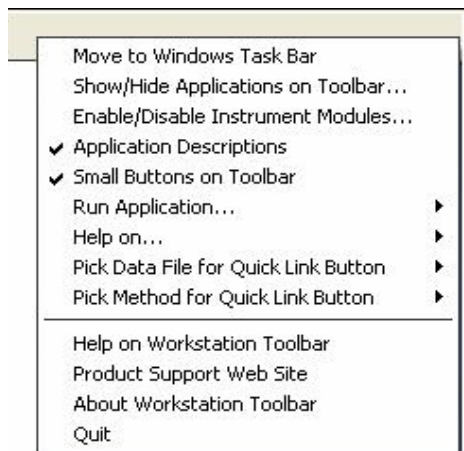 Move to Windows Task Bar
Show/Hide Applications on Toolbar...
Enable/Disable Instrument Modules...
Application Descriptions
Small Buttons on Toolbar
Run Application...
Help on...
Pick Data File for Quick Link Button
Pick Method for Quick Link Button
Help on Workstation Toolbar
Product Support Web Site
About Workstation Toolbar
Quit